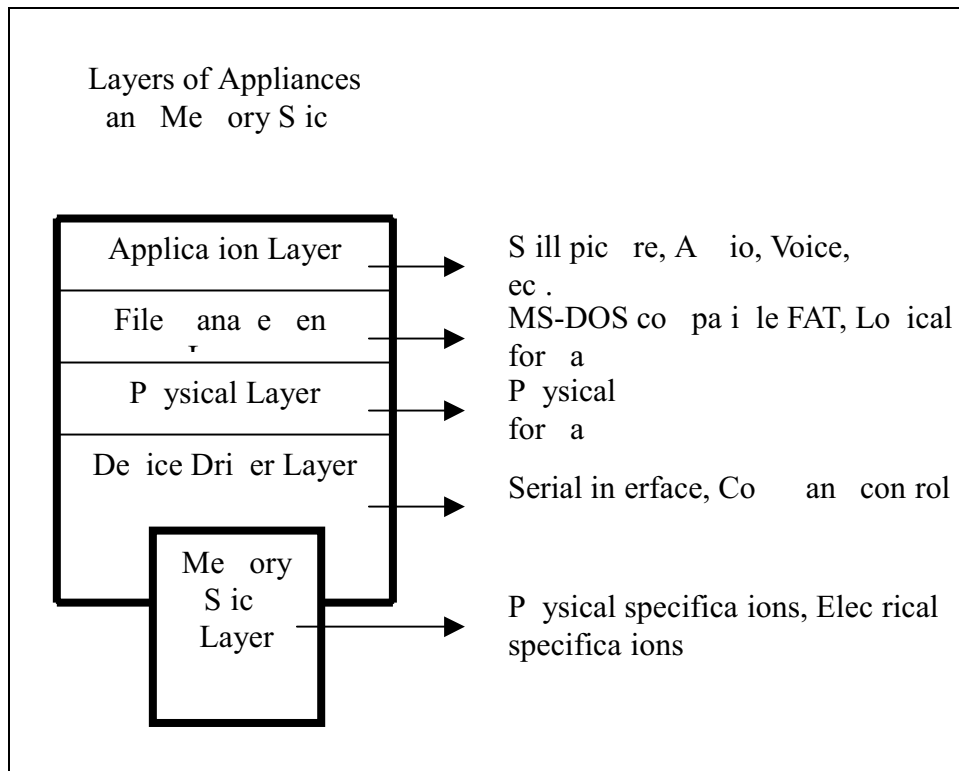 Layers of Appliances
an Me ory S ic
Applica ion Layer
S ill pic re, A io, Voice,
ec .
File ana e en
MS-DOS co pa i le FAT, Lo ical
for a
P ysical Layer
P ysical
for a
De ice Dri er Layer
Serial in erface, Co an con rol
Me ory
S ic
Layer
P ysical specifica ions, Elec rical
specifica ions